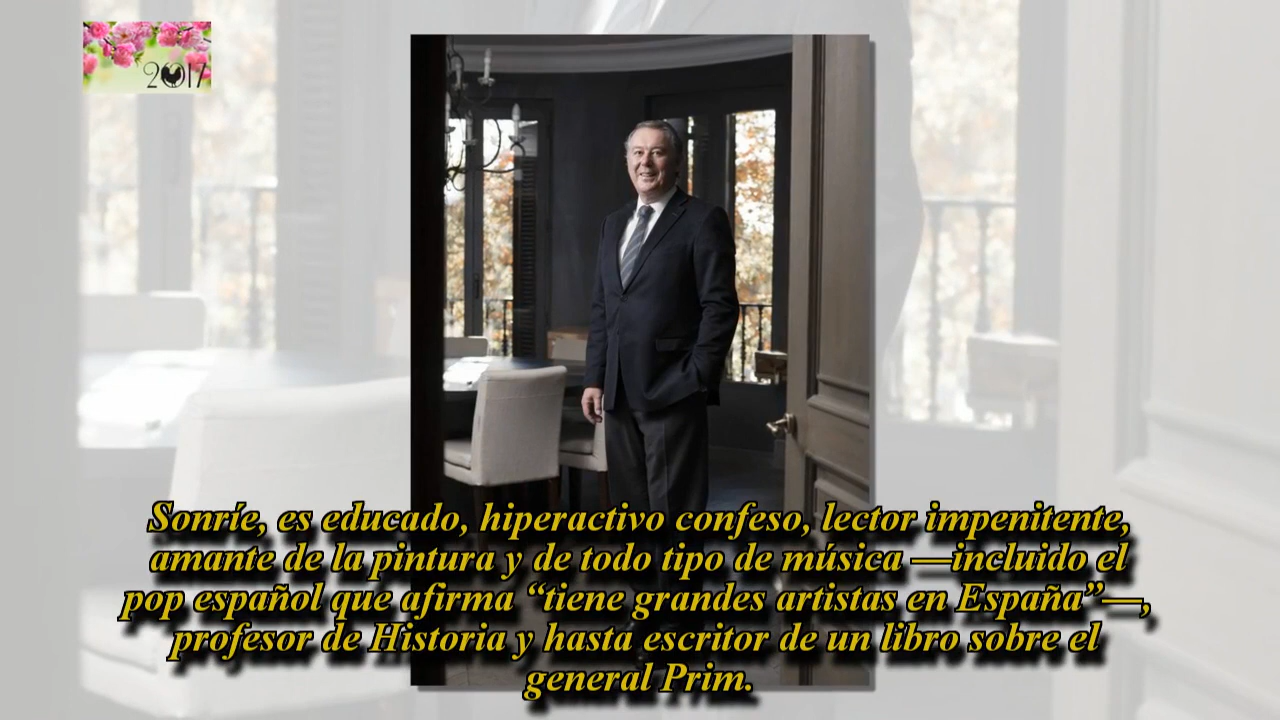 2017
Sonríe, es educado, hiperactivo confeso, lector impenitente,
amante de la pintura y de todo tipo de música —incluido el
pop español que afirma “tiene grandes artistas en España”—,
profesor de Historia y hasta escritor de un libro sobre el
general Prim.